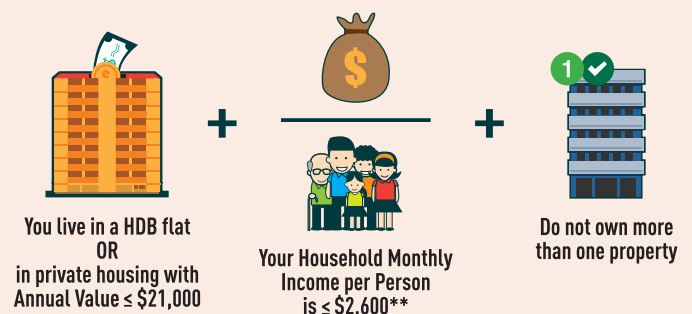 $
1
You live in a HDB flat
OR
in private housing with
Annual Value ≤ $21,000
+
Your Household Monthly
Income per Person
is ≤ $2,600**
+
Do not own more
than one property